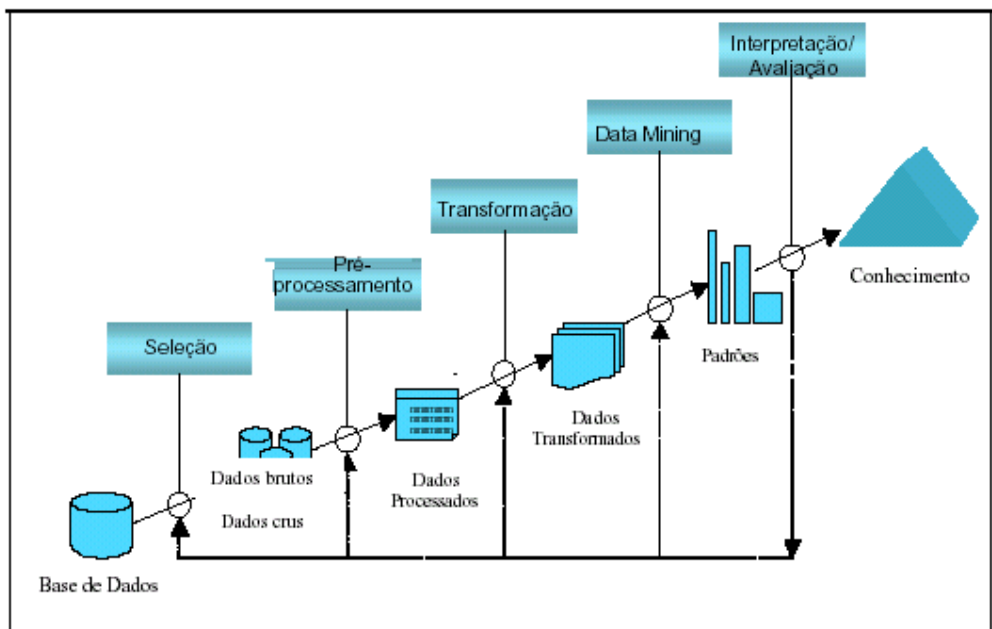 Interpretação/
Avaliação
Data Mining
Transformação
Pré-
processamento
Seleção
Conhecimento
Padrões
Dados
Transformados
Dados
Processados
Dados brutos
Dados crus
Base de Dados